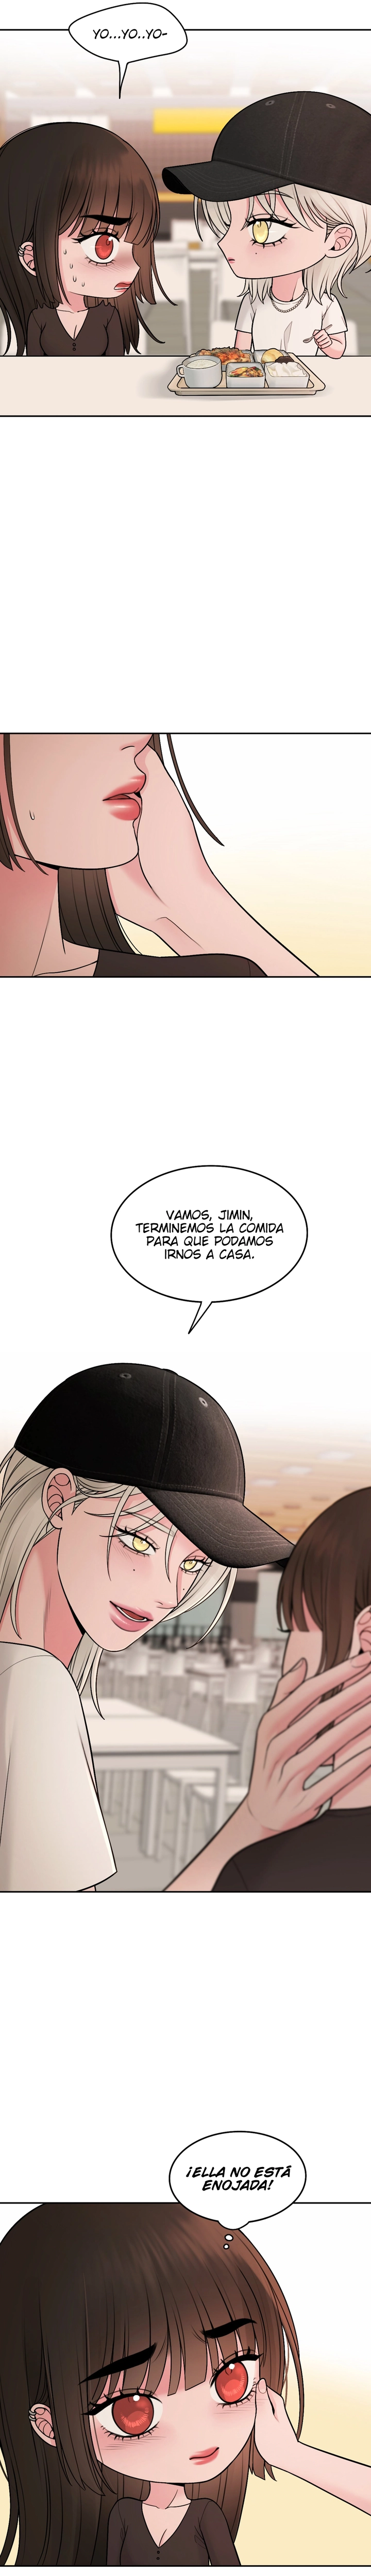 YO...YO..YO-
VAMOS, JIMIN,
TERMINEMOS LA COMIDA
PARA QUE PODAMOS
IRNOS A CASA.
¡ELLA NO ESTÁ
ENOJADA!